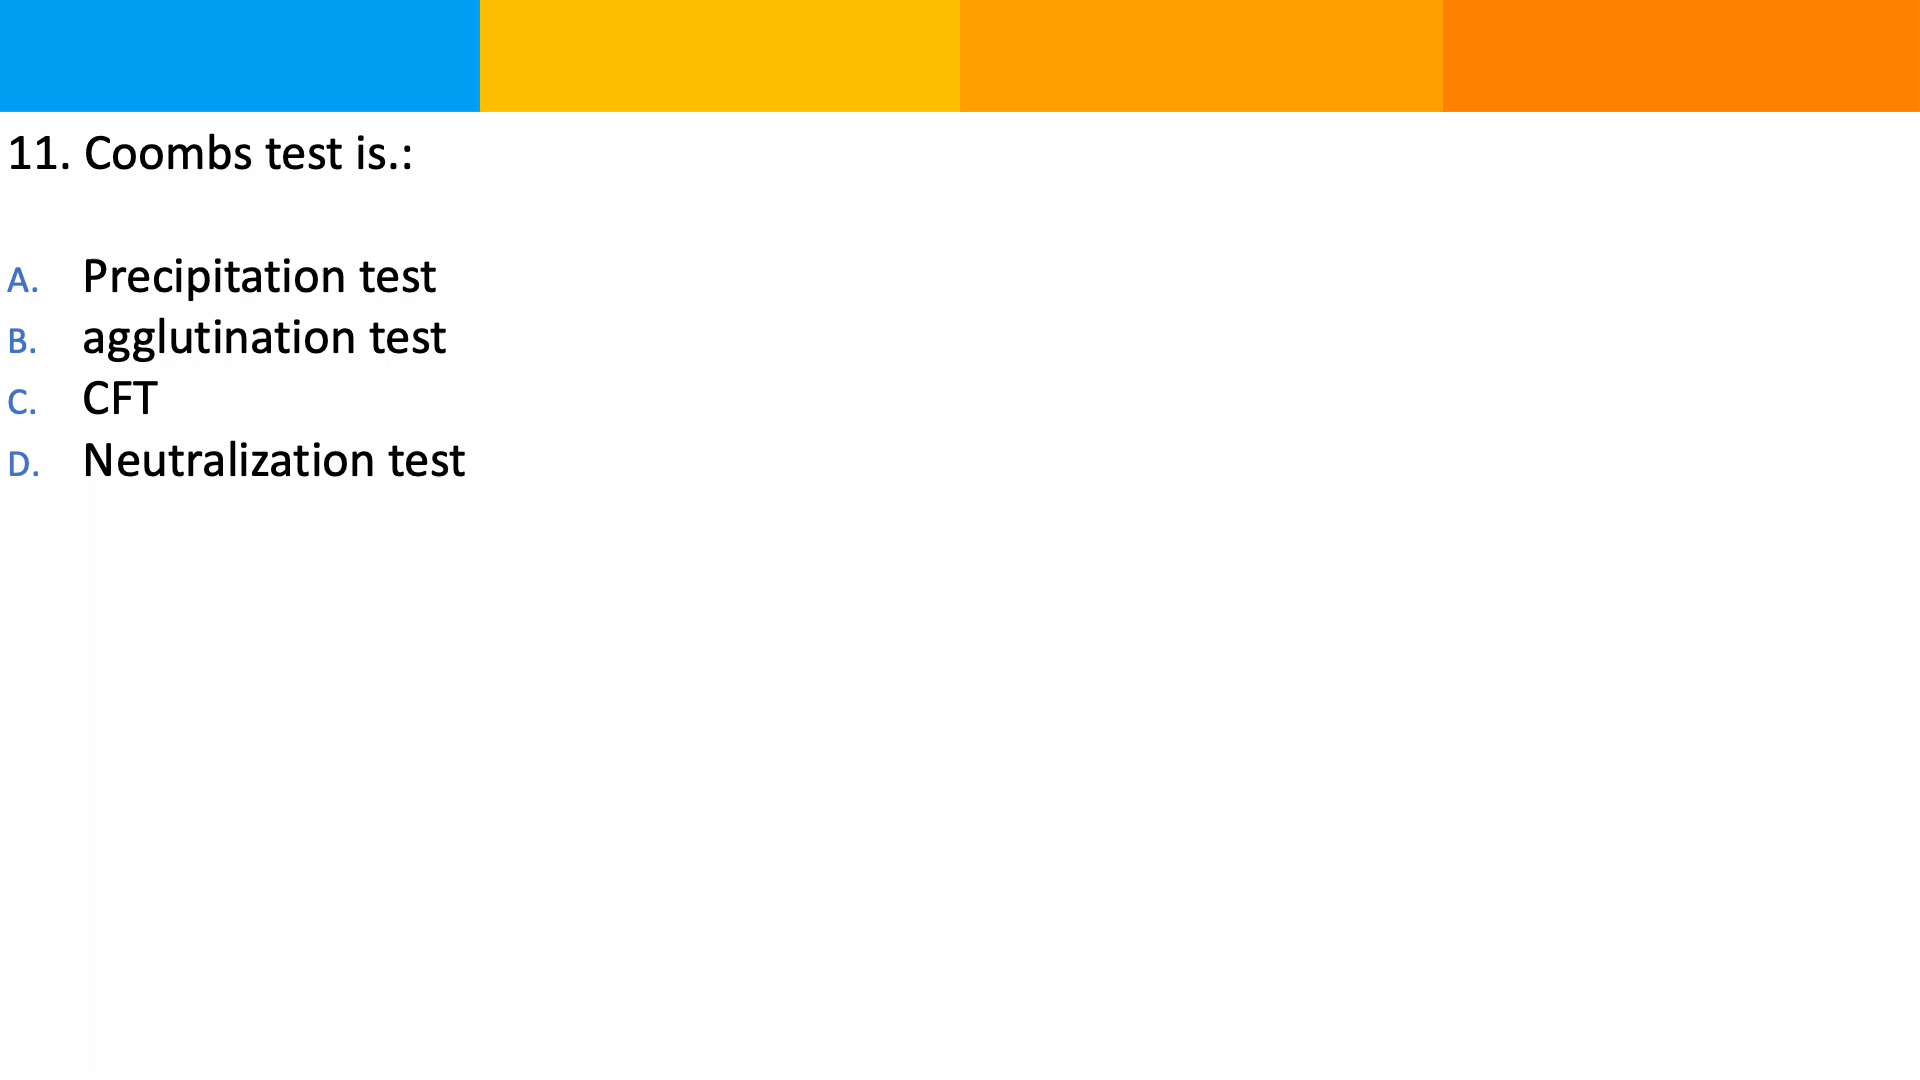 11. Coombs test is.:
A. Precipitation test
B. agglutination test
C. CFT
D. Neutralization test